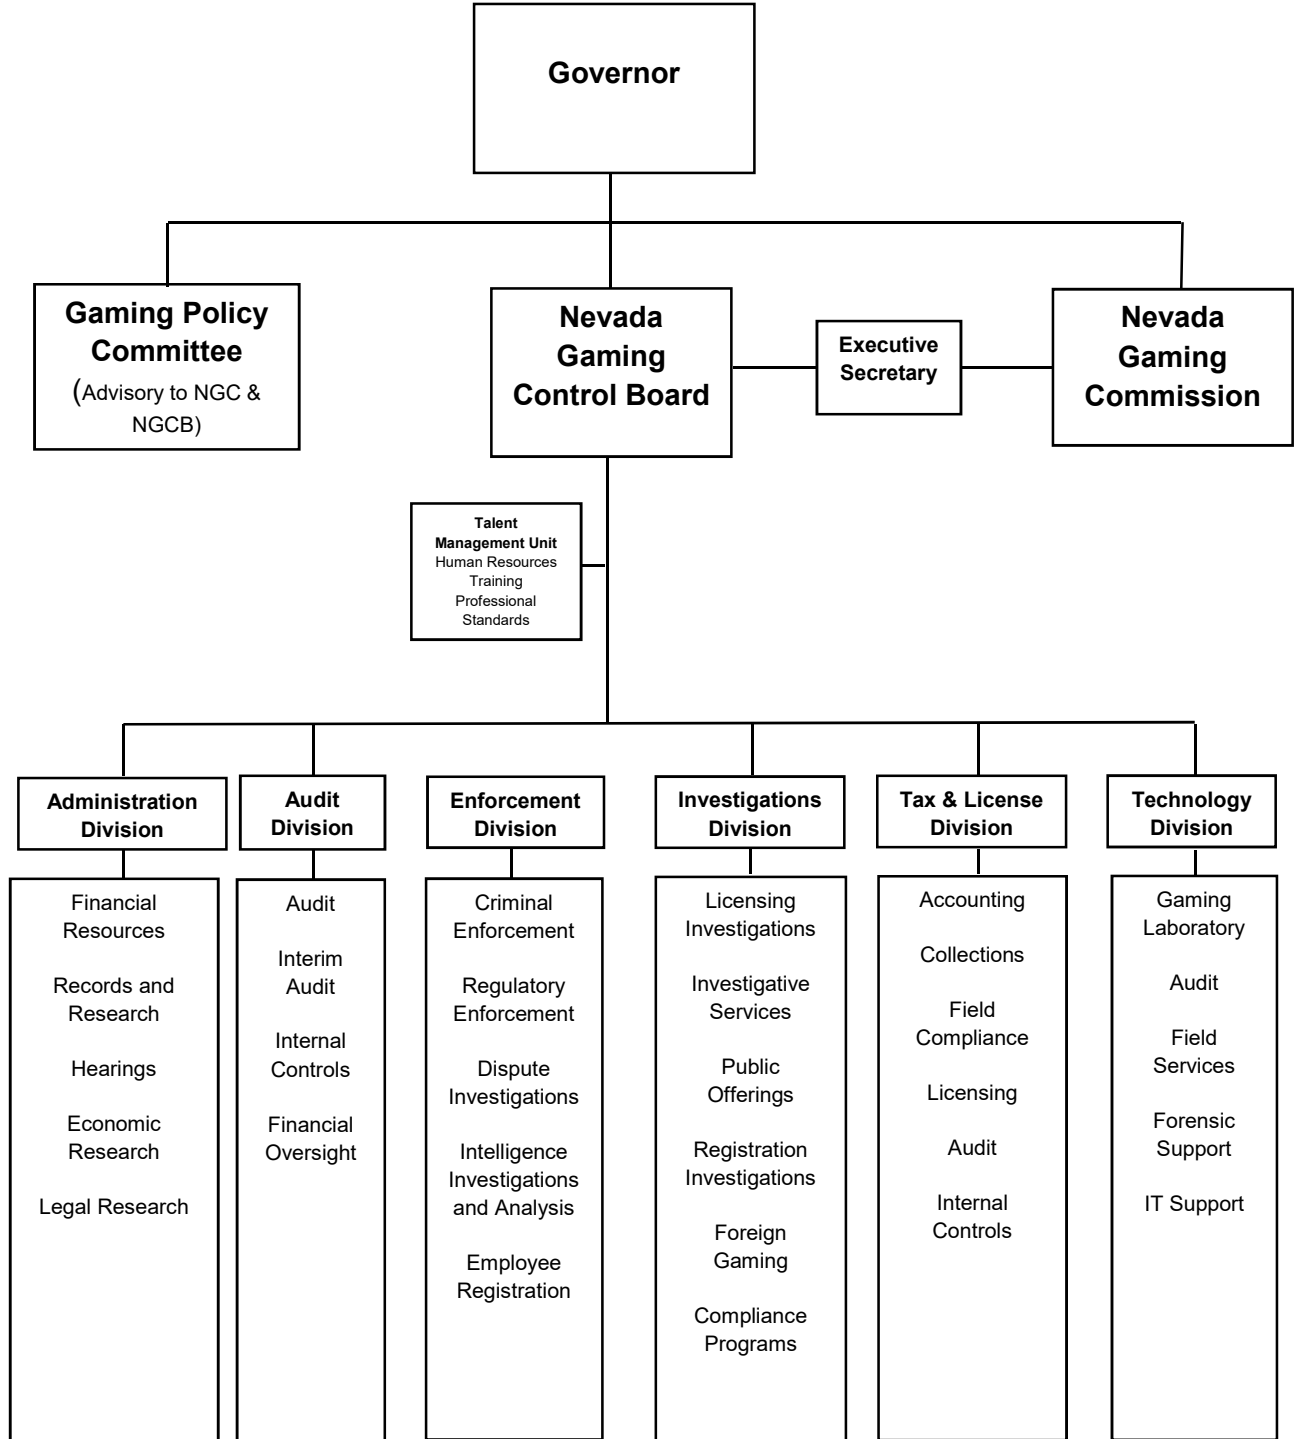 Governor
Gaming Policy
Committee
(Advisory to NGC &
NGCB)
Nevada
Gaming
Control Board
Executive
Secretary
Nevada
Gaming
Commission
Talent
Management Unit
Human Resources
Training
Professional
Standards
Administration
Division
Audit
Division
Enforcement
Division
Investigations
Division
Tax & License
Division
Technology
Division
Financial
Resources
Records and
Research
Hearings
Economic
Research
Legal Research
Audit
Interim
Audit
Internal
Controls
Financial
Oversight
Criminal
Enforcement
Regulatory
Enforcement
Dispute
Investigations
Intelligence
Investigations
and Analysis
Employee
Registration
Licensing
Investigations
Investigative
Services
Public
Offerings
Registration
Investigations
Foreign
Gaming
Compliance
Programs
Accounting
Collections
Field
Compliance
Licensing
Audit
Internal
Controls
Gaming
Laboratory
Audit
Field
Services
Forensic
Support
IT Support